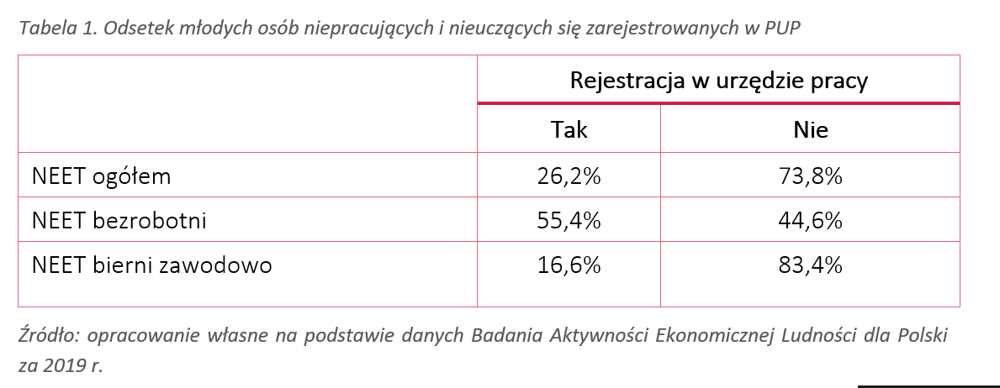 Tabela 1. Odsetek młodych osób niepracujących i nieuczących się zarejestrowanych w PUP
Rejestracja w urzędzie pracy
Tak Nie
NEET ogółem 26,2% 73,8%
NEET bezrobotni 55,4% 44,6%
NEET bierni zawodowo 16,6% 83,4%
Źródło: opracowanie własne na podstawie danych Badania Aktywności Ekonomicznej Ludności dla Polski
za 2019 r.